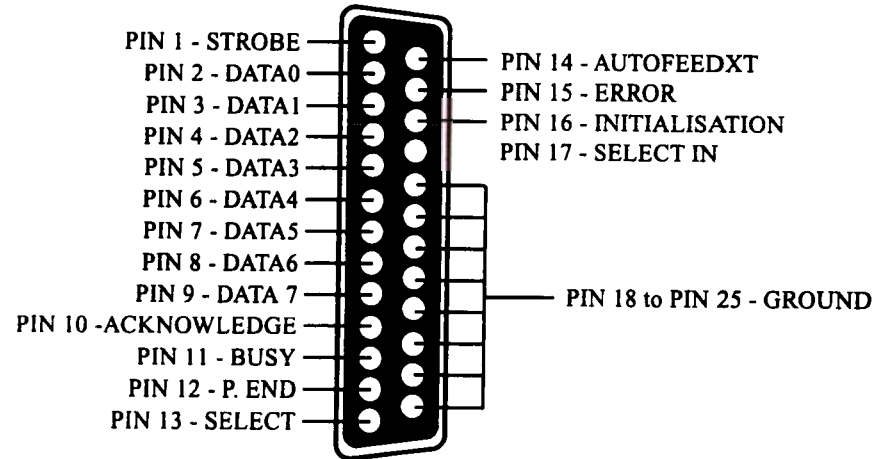 PIN 1 - STROBE
PIN 2 - DATA0
PIN 3 - DATA1
PIN 4 - DATA2
PIN 5 - DATA3
PIN 6 - DATA4
PIN 7 - DATA5
PIN 8 - DATA6
PIN 9 - DATA 7
PIN 10 -ACKNOWLEDGE
PIN 11 - BUSY
PIN 12 - P. END
PIN 13 - SELECT
PIN 14 - AUTOFEEDXT
PIN 15 - ERROR
PIN 16 - INITIALISATION
PIN 17 - SELECT IN
PIN 18 to PIN 25 - GROUND